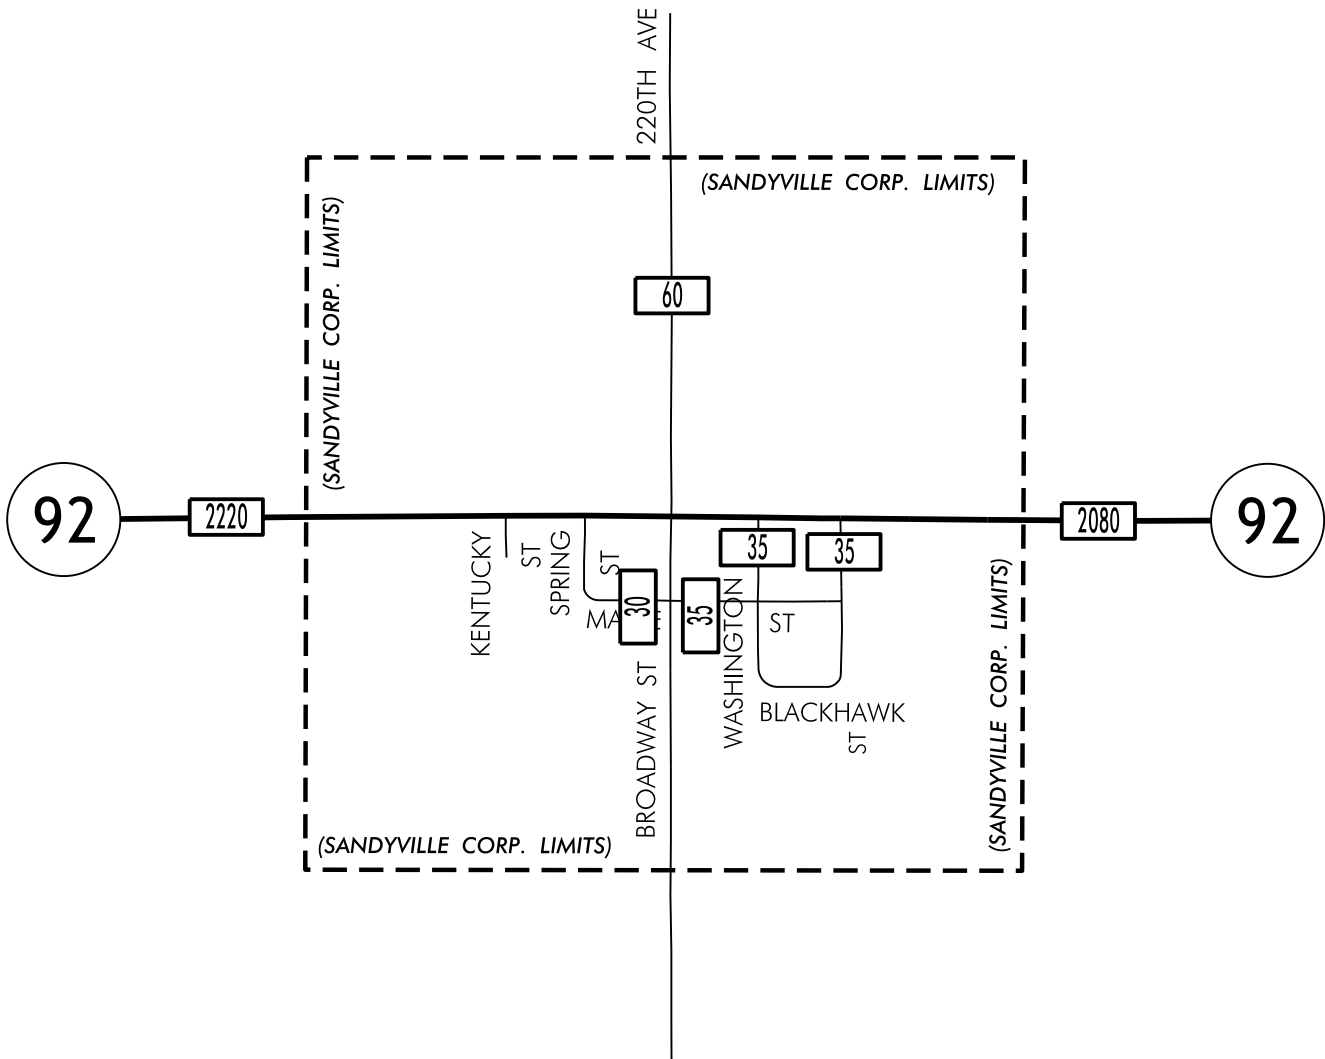 220TH AVE
(SANDYVILLE CORP. LIMITS)
(SANDYVILLE CORP. LIMITS)
60
92
2220
2080
92
KENTUCKY ST
SPRING ST
35
35
30
35
ST
WASHINGTON
BROADWAY ST
BLACKHAWK
ST
(SANDYVILLE CORP. LIMITS)
(SANDYVILLE CORP. LIMITS)